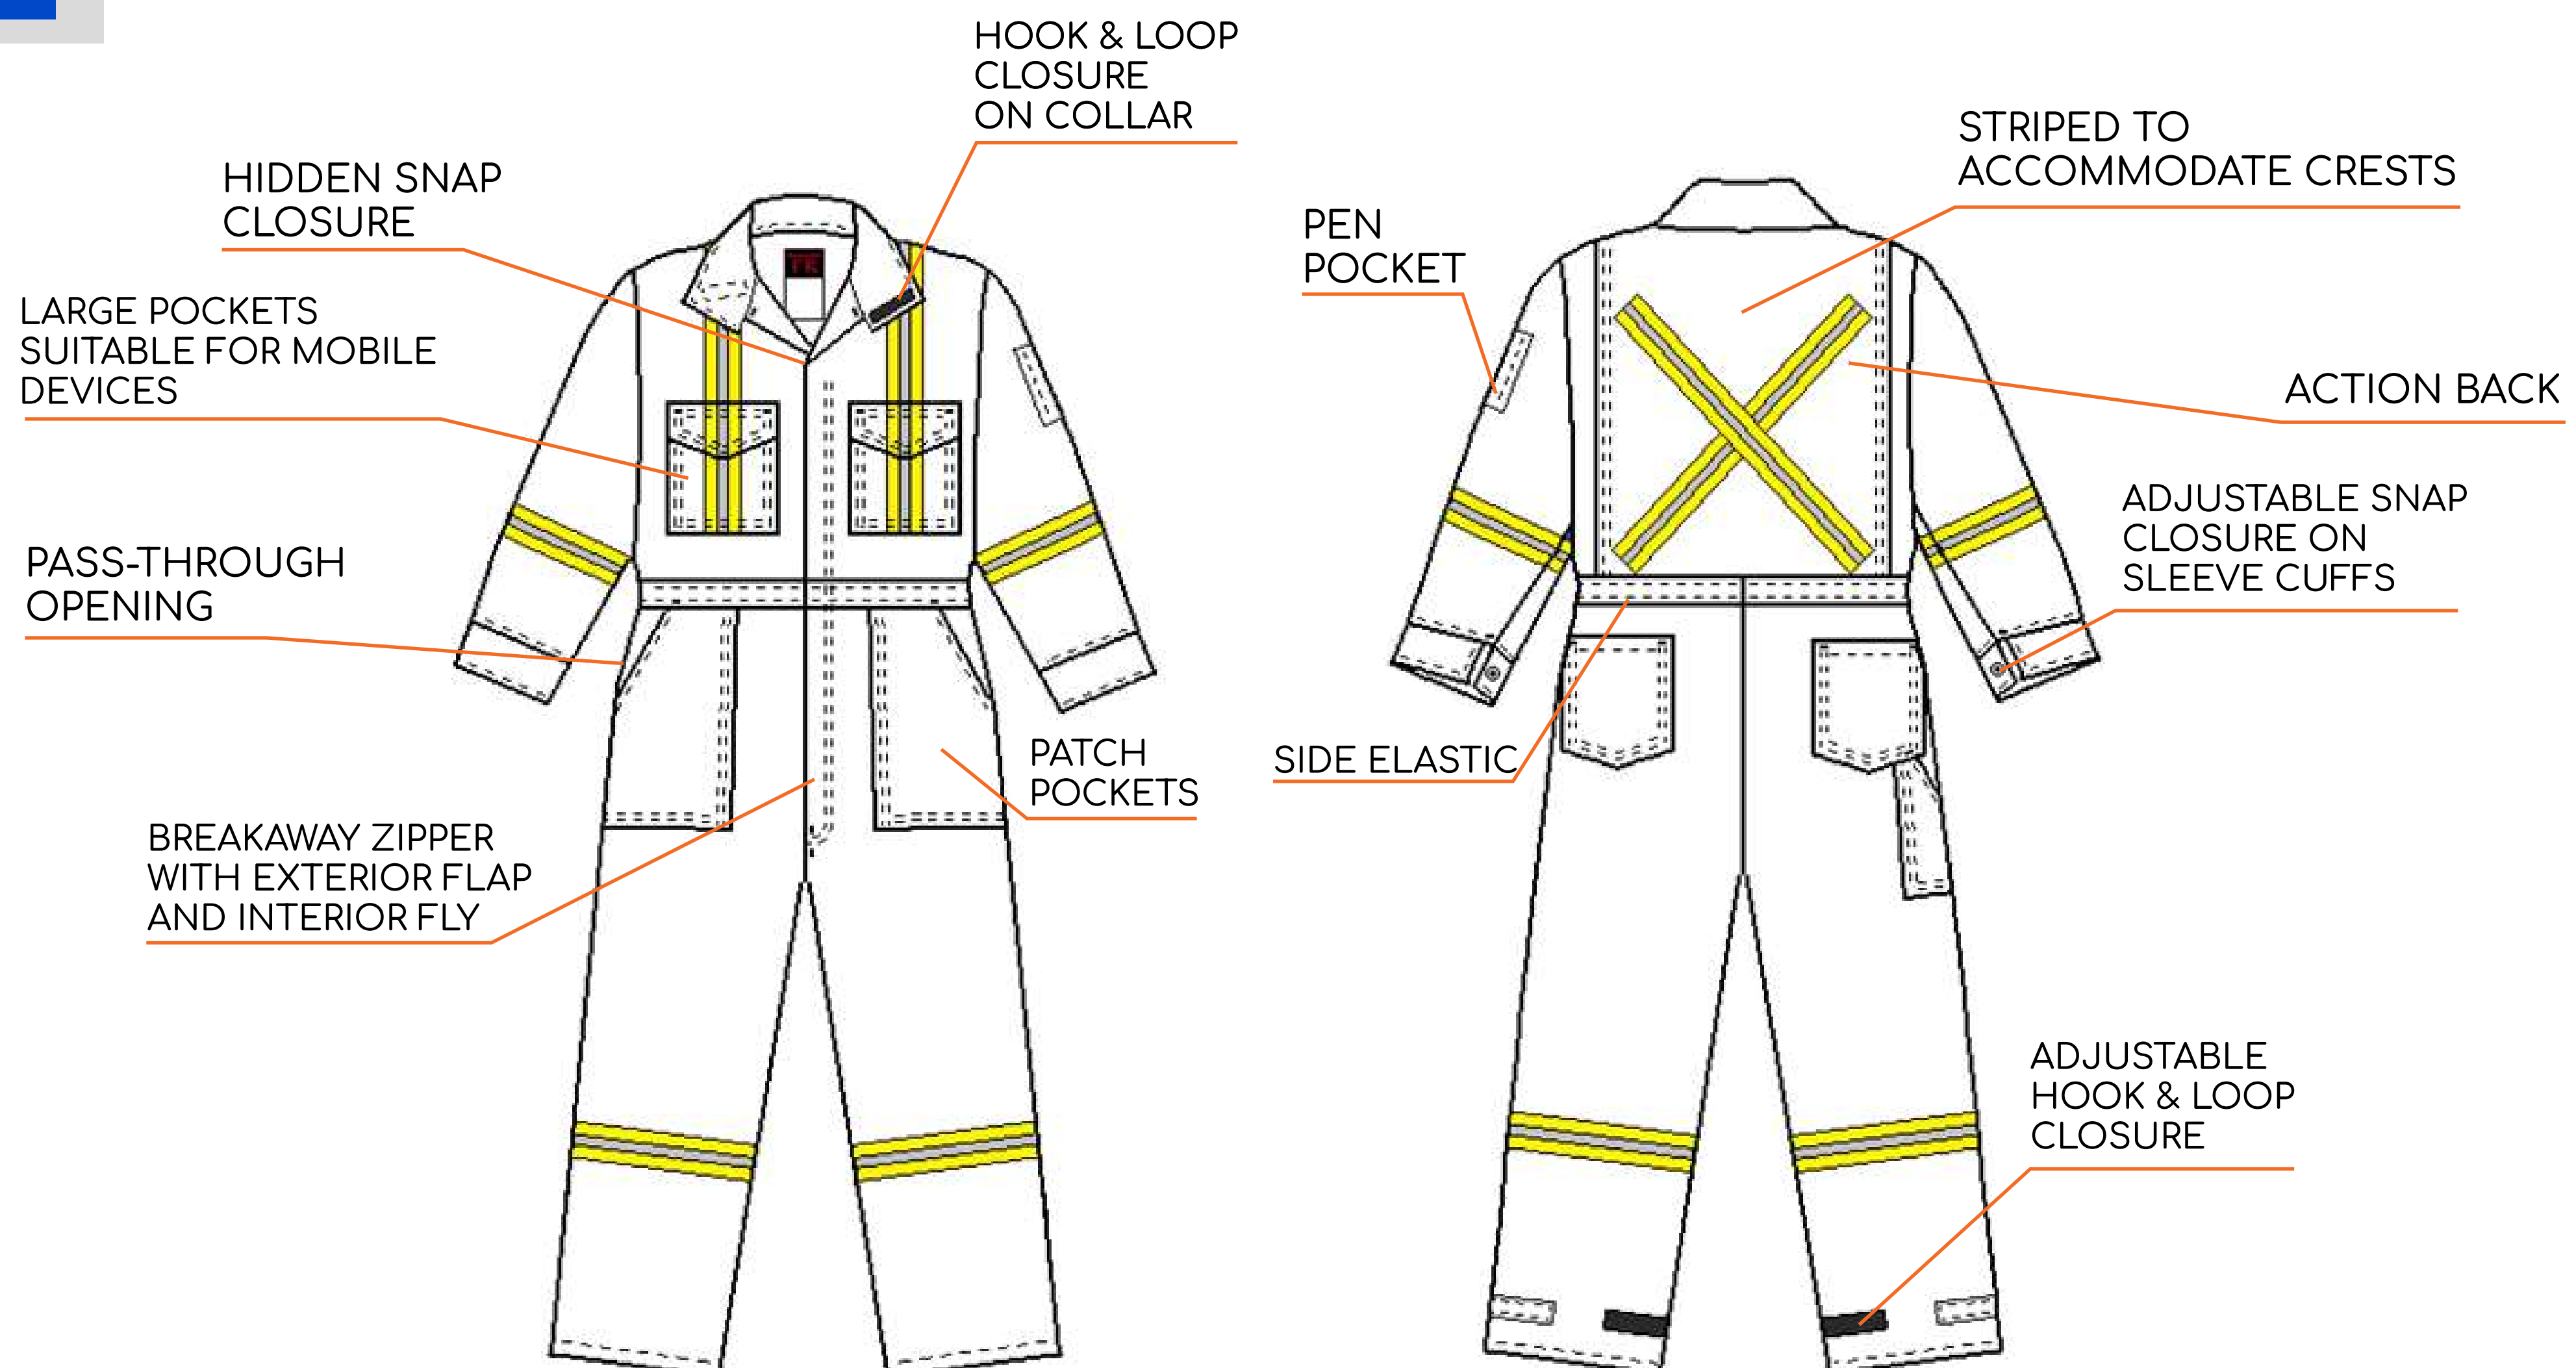 HOOK & LOOP
CLOSURE
ON COLLAR
HIDDEN SNAP
CLOSURE
LARGE POCKETS
SUITABLE FOR MOBILE
DEVICES
PASS-THROUGH
OPENING
BREAKAWAY ZIPPER
WITH EXTERIOR FLAP
AND INTERIOR FLY
PATCH
POCKETS
STRIPED TO
ACCOMMODATE CRESTS
PEN
POCKET
ACTION BACK
ADJUSTABLE SNAP
CLOSURE ON
SLEEVE CUFFS
SIDE ELASTIC
ADJUSTABLE
HOOK & LOOP
CLOSURE